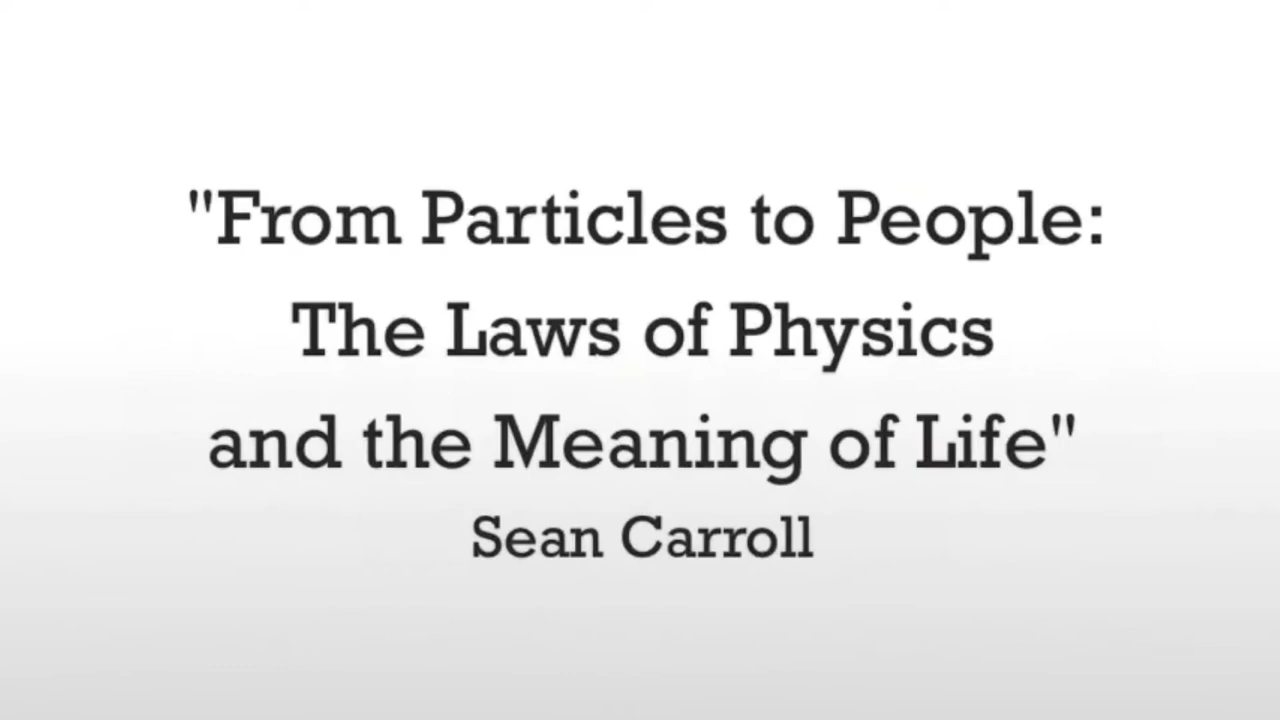 "From Particles to People:
The Laws of Physics
and the Meaning of Life"
Sean Carroll